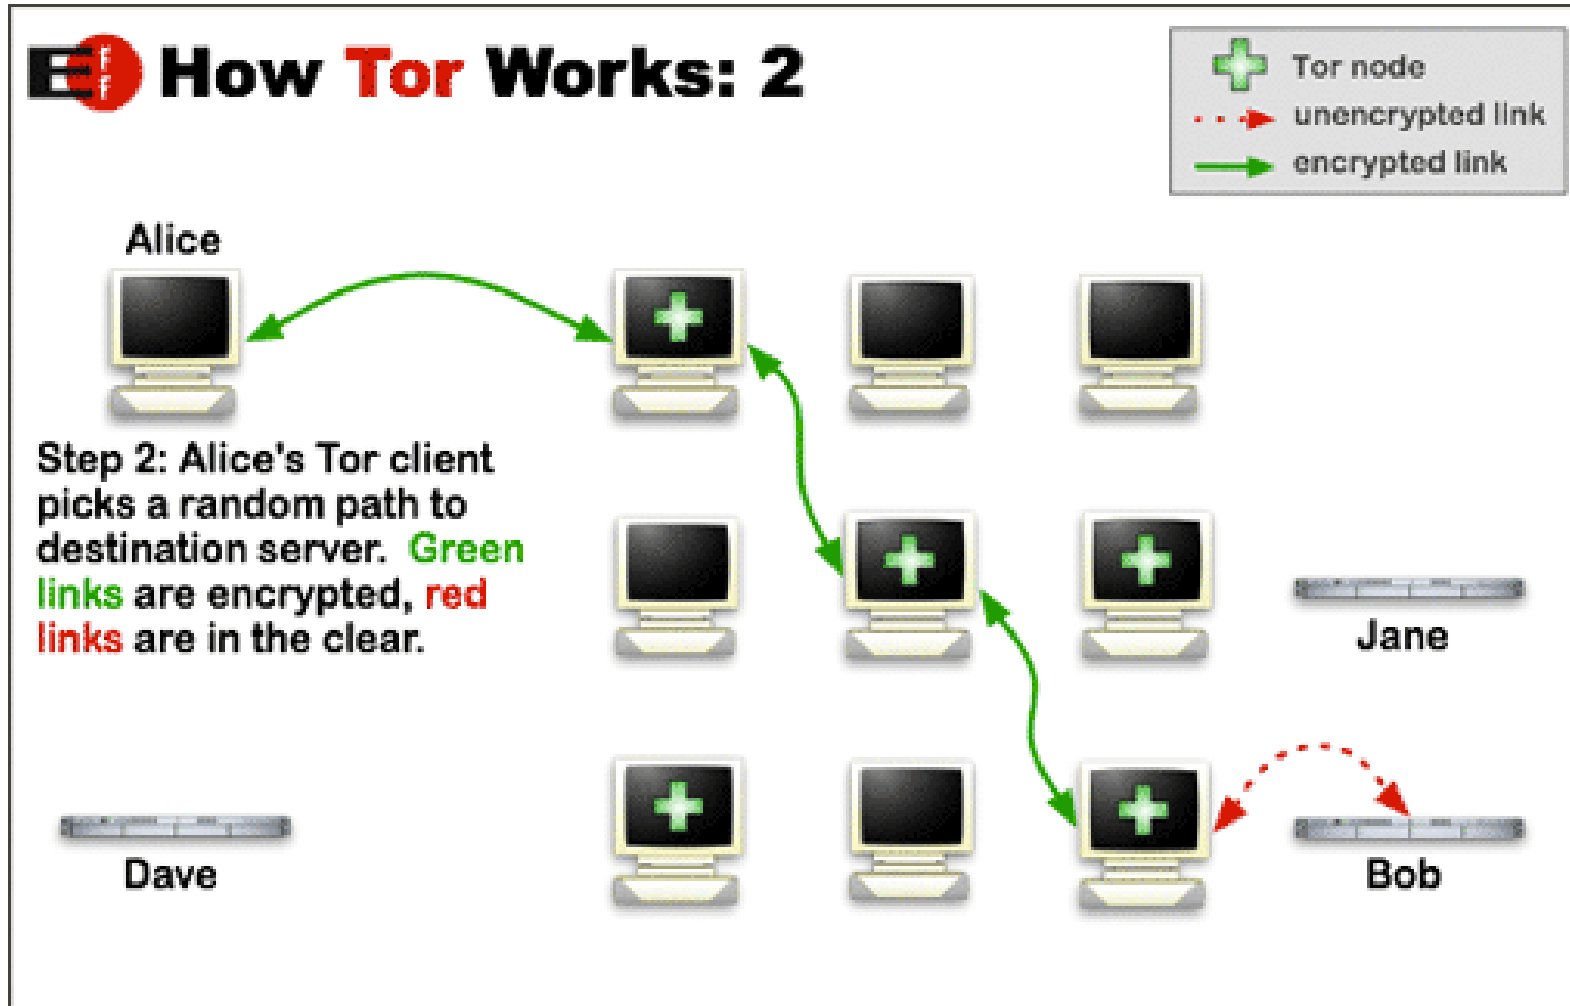 EFF How Tor Works: 2
Tor node
unencrypted link
encrypted link
Alice
Step 2: Alice's Tor client
picks a random path to
destination server. Green
links are encrypted, red
links are in the clear.
Jane
Dave
Bob